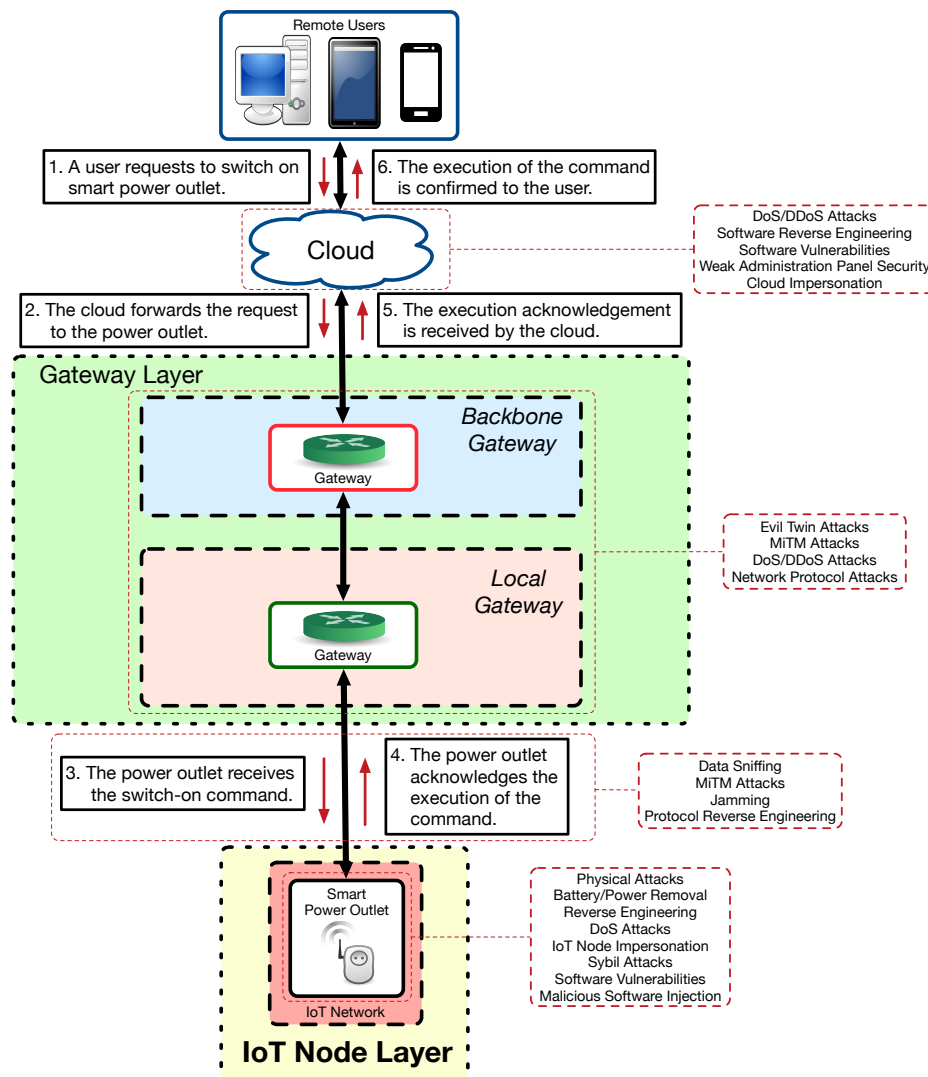 Remote Users
1. A user requests to switch on
smart power outlet.
6. The execution of the command
is confirmed to the user.
Cloud
DoS/DDoS Attacks
Software Reverse Engineering
Software Vulnerabilities
Weak Administration Panel Security
Cloud Impersonation
2. The cloud forwards the request
to the power outlet.
5. The execution acknowledgement
is received by the cloud.
Gateway Layer
Backbone
Gateway
Gateway
Evil Twin Attacks
MiTM Attacks
DoS/DDoS Attacks
Network Protocol Attacks
Local
Gateway
Gateway
3. The power outlet receives
the switch-on command.
4. The power outlet
acknowledges the
execution of the
command.
Data Sniffing
MiTM Attacks
Jamming
Protocol Reverse Engineering
Smart
Power Outlet
IoT Network
IoT Node Layer
Physical Attacks
Battery/Power Removal
Reverse Engineering
DoS Attacks
IoT Node Impersonation
Sybil Attacks
Software Vulnerabilities
Malicious Software Injection